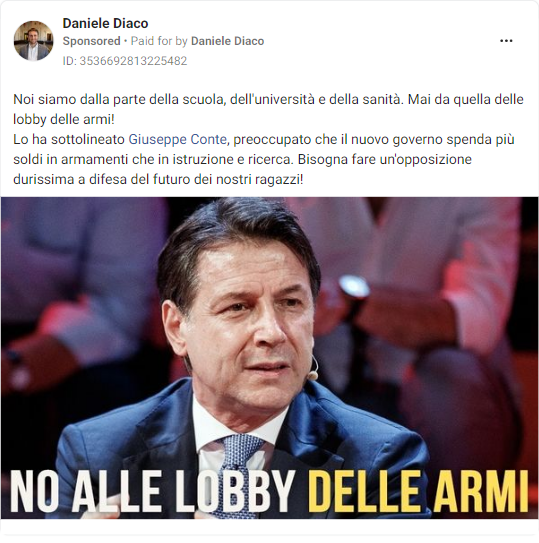 Daniele Diaco
Sponsored • Paid for by Daniele Diaco
ID: 3536692813225482
Noi siamo dalla parte della scuola, dell'università e della sanità. Mai da quella delle
lobby delle armi!
Lo ha sottolineato Giuseppe Conte, preoccupato che il nuovo governo spenda più
soldi in armamenti che in istruzione e ricerca. Bisogna fare un'opposizione
durissima a difesa del futuro dei nostri ragazzi!
NO ALLE LOBBY DELLE ARMI